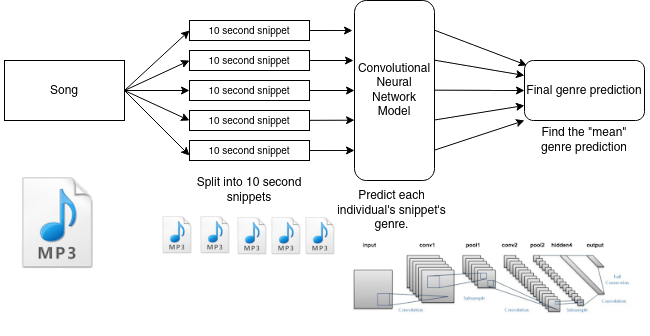 Song
10 second snippet
10 second snippet
10 second snippet
10 second snippet
10 second snippet
Convolutional
Neural
Network
Model
Final genre prediction
Find the "mean"
genre prediction
Split into 10 second
snippets
Predict each
individual's snippet's
genre.
MP3
MP3
MP3
MP3
MP3
MP3
input
conv1
pool1
conv2
pool2
hidden4
output
Full
Connection
Convolution
Subsample
Convolution
Subsample
Convolution